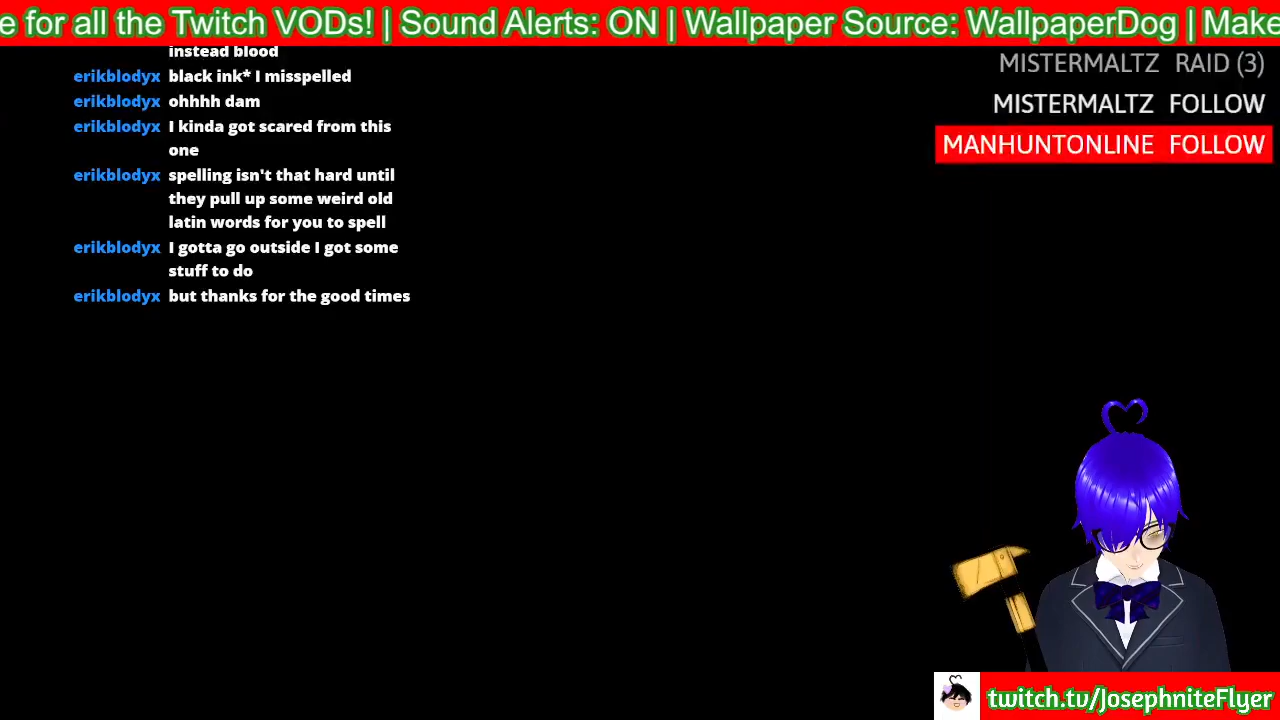 e for all the Twitch VODs! | Sound Alerts: ON | Wallpaper Source: WallpaperDog | Make
instead blood
erikblodyx black ink* I misspelled
erikblodyx ohhhh dam
erikblodyx I kinda got scared from this
one
erikblodyx spelling isn't that hard until
they pull up some weird old
latin words for you to spell
erikblodyx I gotta go outside I got some
stuff to do
erikblodyx but thanks for the good times
MISTERMALTZ RAID (3)
MISTERMALTZ FOLLOW
MANHUNTONLINE FOLLOW
twitch.tv/JosephniteFlyer